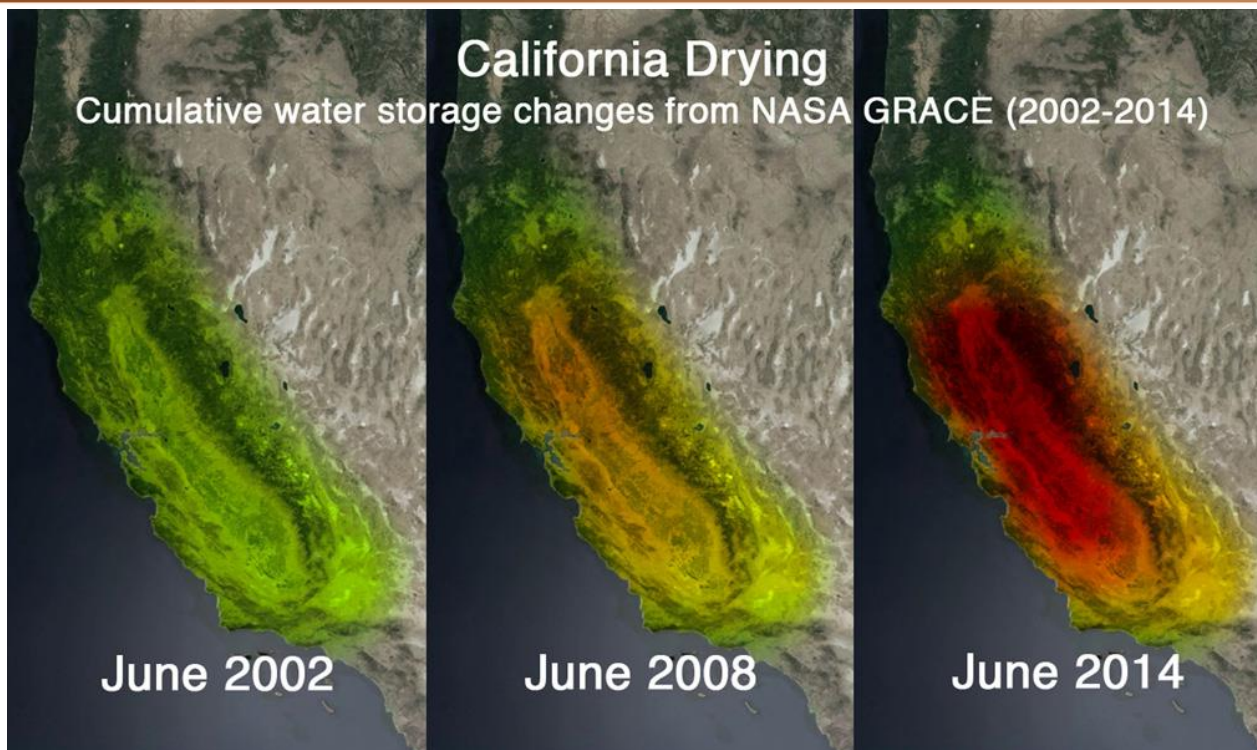 California Drying
Cumulative water storage changes from NASA GRACE (2002-2014)
June 2002
June 2008
June 2014